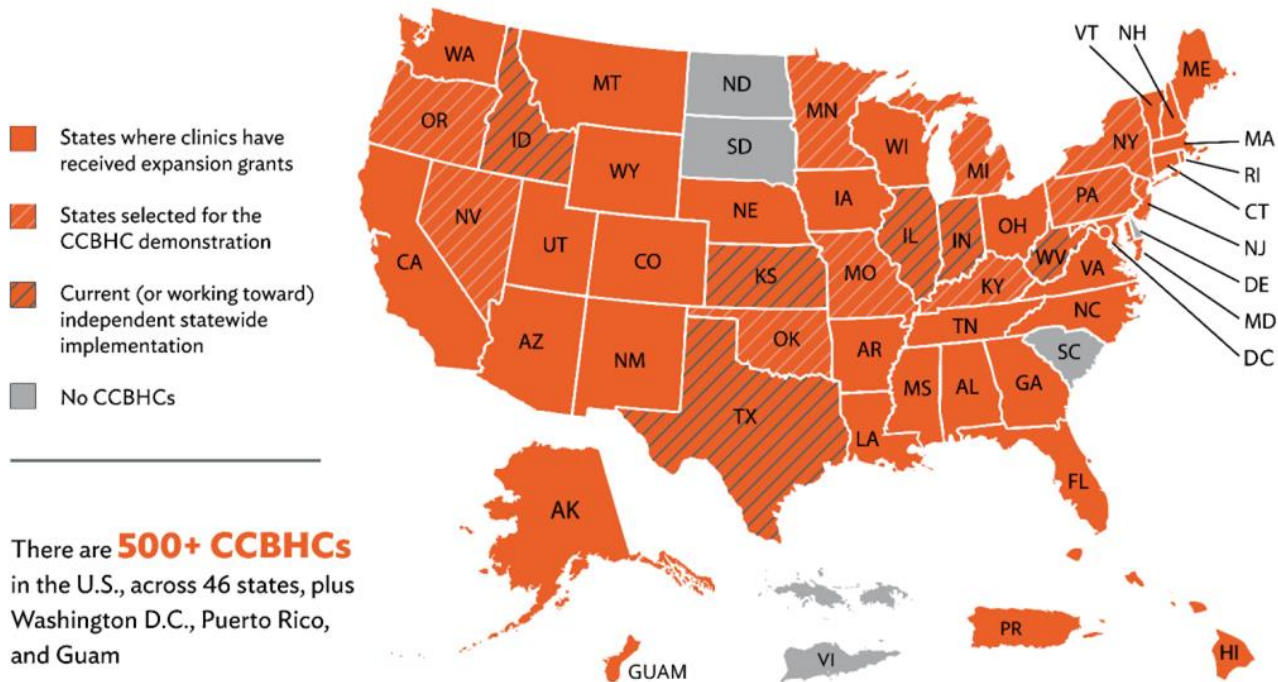 States where clinics have
received expansion grants
States selected for the
CCBHC demonstration
Current (or working toward)
independent statewide
implementation
No CCBHCs
There are 500+ CCBHCs
in the U.S., across 46 states, plus
Washington D.C., Puerto Rico,
and Guam
WA
MT
ND
MN
VT
NH
ME
OR
ID
SD
WI
MI
NY
MA
WY
RI
NE
IA
PA
CT
NV
UT
CO
IL
IN
OH
NJ
CA
KS
MO
WV
VA
DE
KY
MD
AZ
NM
OK
AR
TN
NC
DC
SC
TX
MS
AL
GA
LA
FL
AK
GUAM
VI
PR
HI